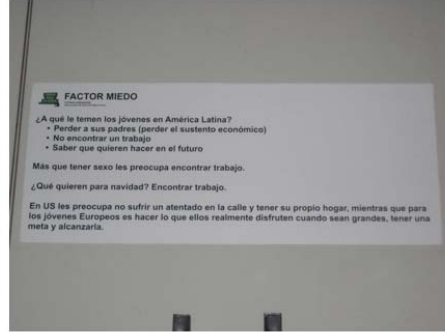 FACTOR MIEDO
¿A qué le temen los jóvenes en América Latina?
• Perder a sus padres (perder el sustento económico)
• No encontrar un trabajo
• Saber que quieren hacer en el futuro
Más que tener sexo les preocupa encontrar trabajo.
¿Qué quieren para navidad? Encontrar trabajo.
En US les preocupa no sufrir un atentado en la calle y tener su propio hogar, mientras que para
los jóvenes Europeos es hacer lo que ellos realmente disfruten cuando sean grandes, tener una
meta y alcanzarla.